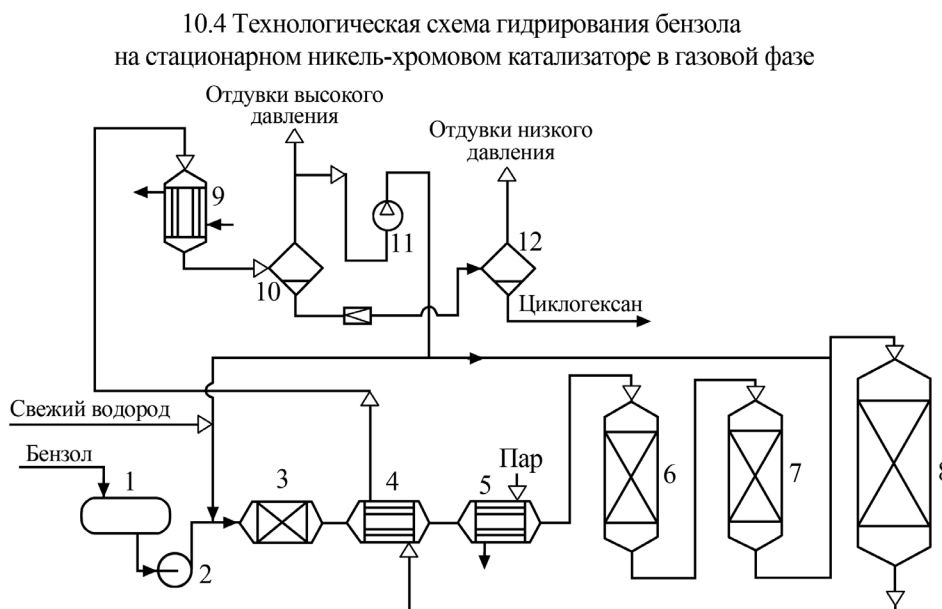 10.4 Технологическая схема гидрирования бензола
на стационарном никель-хромовом катализаторе в газовой фазе
Отдувки высокого
давления
Отдувки низкого
давления
9
10
11
12
Циклогексан
Свежий водород
Бензол
1
2
3
4
5
Пар
6
7
8